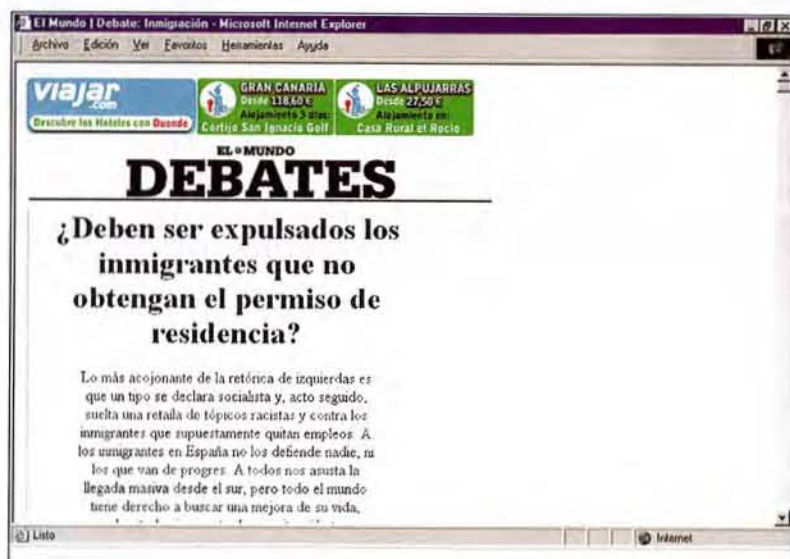 El Mundo | Debate: Inmigración - Microsoft Internet Explorer
Archivo Edición Ver Favoritos Herramientas Ayuda
viajar
.com
Descubre los Hoteles con Duende
GRAN CANARIA
Desde 118,60 €
Alojamiento 3 días:
Cortijo San Ignacio Golf
LAS ALPUJARRAS
Desde 27,50 €
Alojamiento en:
Casa Rural el Rocío
EL MUNDO
DEBATES
¿Deben ser expulsados los
inmigrantes que no
obtengan el permiso de
residencia?
Lo más acojonante de la retórica de izquierdas es
que un tipo se declara socialista y, acto seguido,
suelta una retaila de tópicos racistas y contra los
inmigrantes que supuestamente quitan empleos. A
los inmigrantes en España no los defiende nadie, ni
los que van de progres. A todos nos asusta la
llegada masiva desde el sur, pero todo el mundo
tiene derecho a buscar una mejora de su vida,
Listo
Internet